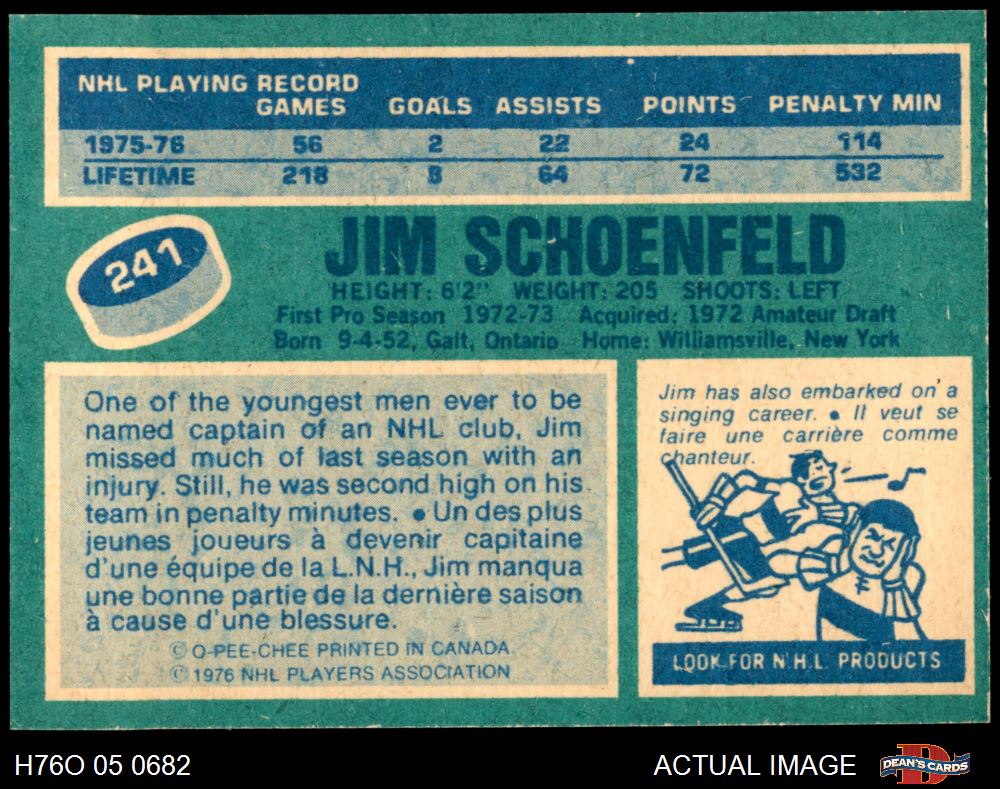 NHL PLAYING RECORD
GAMES GOALS ASSISTS POINTS PENALTY MIN
1975-76 56 2 22 24 114
LIFETIME 218 8 64 72 532
241
JIM SCHOENFELD
HEIGHT: 6'2" WEIGHT: 205 SHOOTS: LEFT
First Pro Season 1972-73 Acquired: 1972 Amateur Draft
Born 9-4-52, Galt, Ontario Home: Williamsville, New York
One of the youngest men ever to be
named captain of an NHL club, Jim
missed much of last season with an
injury. Still, he was second high on his
team in penalty minutes. ● Un des plus
jeunes joueurs à devenir capitaine
d'une équipe de la L.N.H., Jim manqua
une bonne partie de la dernière saison
à cause d'une blessure.
© O-PEE-CHEE PRINTED IN CANADA
© 1976 NHL PLAYERS ASSOCIATION
Jim has also embarked on a
singing career. ● Il veut se
faire une carrière comme
chanteur.
LOOK FOR N.H.L. PRODUCTS
H76O 05 0682
ACTUAL IMAGE
D
DEAN'S CARDS